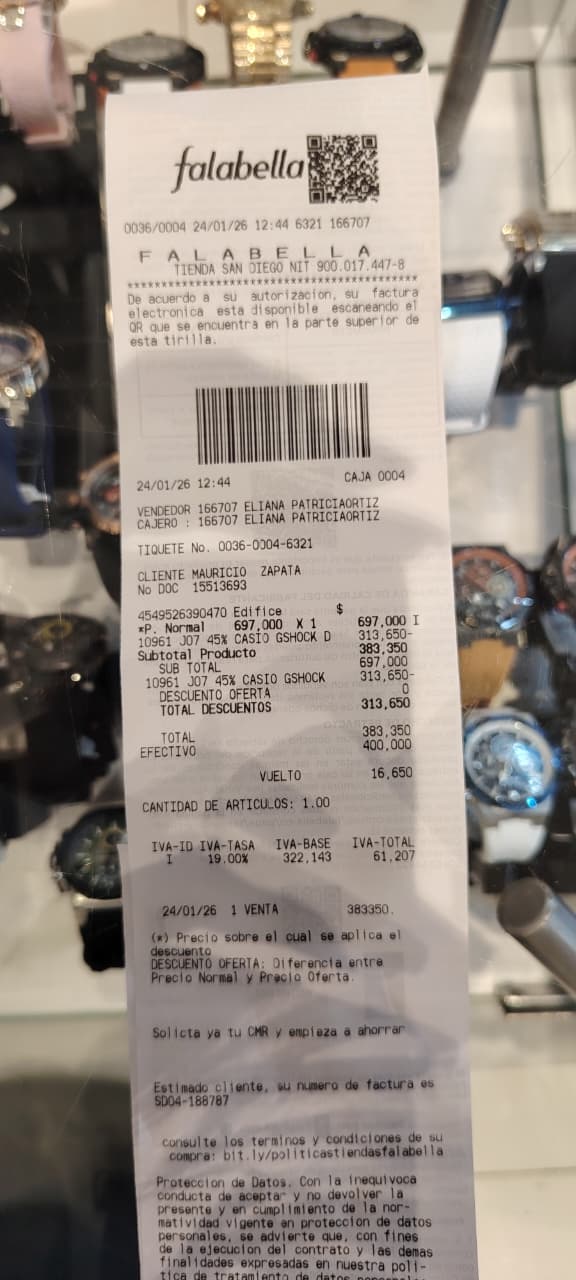 falabella
0036/0004 24/01/26 12:44 6321 166707
F A L A B E L L A
TIENDA SAN DIEGO NIT 900.017.447-8
******************************************
De acuerdo a su autorizacion, su factura
electronica esta disponible escaneando el
QR que se encuentra en la parte superior de
esta tirilla.
24/01/26 12:44 CAJA 0004
VENDEDOR 166707 ELIANA PATRICIAORTIZ
CAJERO : 166707 ELIANA PATRICIAORTIZ
TIQUETE No. 0036-0004-6321
CLIENTE MAURICIO ZAPATA
No DOC 15513693
4549526390470 Edifice $
*P. Normal 697,000 X 1 697,000 I
10961 J07 45% CASIO GSHOCK D 313,650-
Subtotal Producto 383,350
SUB TOTAL 697,000
10961 J07 45% CASIO GSHOCK 313,650-
DESCUENTO OFERTA 0
TOTAL DESCUENTOS 313,650
TOTAL 383,350
EFECTIVO 400,000
VUELTO 16,650
CANTIDAD DE ARTICULOS: 1.00
IVA-ID IVA-TASA IVA-BASE IVA-TOTAL
I 19.00% 322,143 61,207
24/01/26 1 VENTA 383350.
(*) Precio sobre el cual se aplica el
descuento
DESCUENTO OFERTA: Diferencia entre
Precio Normal y Precio Oferta.
Solicta ya tu CMR y empieza a ahorrar
Estimado cliente, su numero de factura es
SD04-188787
consulte los terminos y condiciones de su
compra: bit.ly/politicastiendasfalabella
Proteccion de Datos. Con la inequivoca
conducta de aceptar y no devolver la
presente y en cumplimiento de la nor-
matividad vigente en proteccion de datos
personales, se advierte que, con fines
de la ejecucion del contrato y las demas
finalidades expresadas en nuestra poli-
tica de tratamiento de datos